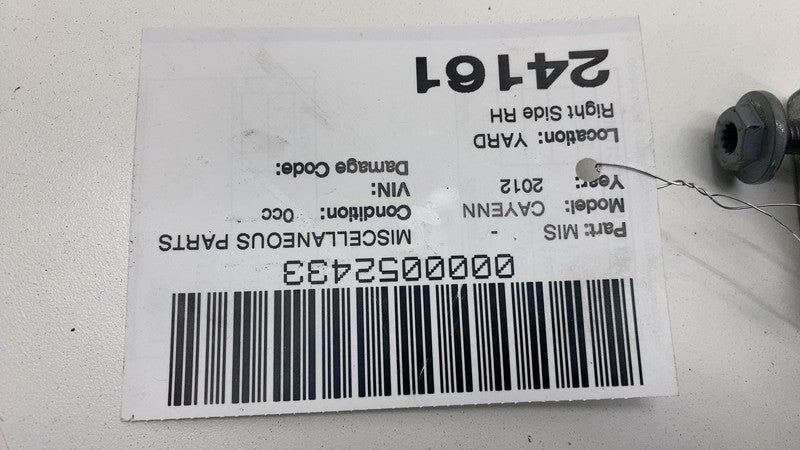 0000052433
Part: MIS - MISCELLANEOUS PARTS
Model: CAYENN Condition: 0cc
Year: 2012 VIN:
Damage Code:
Location: YARD
Right Side RH
24161